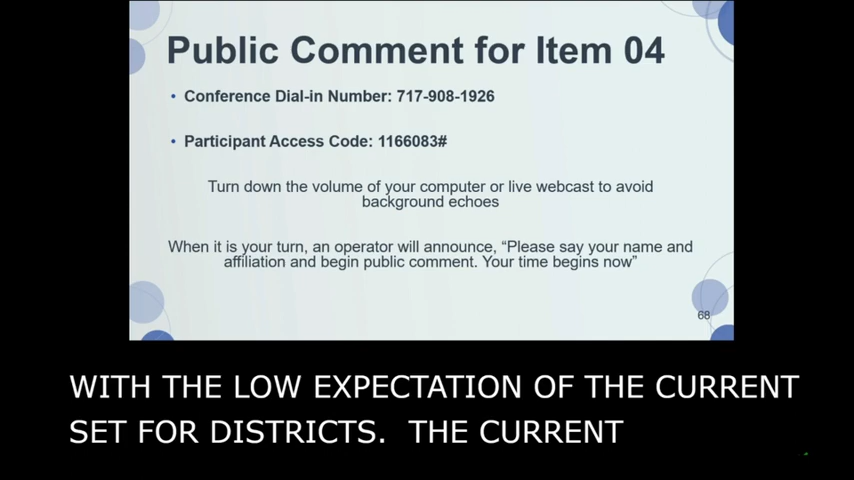 Public Comment for Item 04
• Conference Dial-in Number: 717-908-1926
• Participant Access Code: 1166083#
Turn down the volume of your computer or live webcast to avoid
background echoes
When it is your turn, an operator will announce, “Please say your name and
affiliation and begin public comment. Your time begins now”
68
WITH THE LOW EXPECTATION OF THE CURRENT
SET FOR DISTRICTS.  THE CURRENT